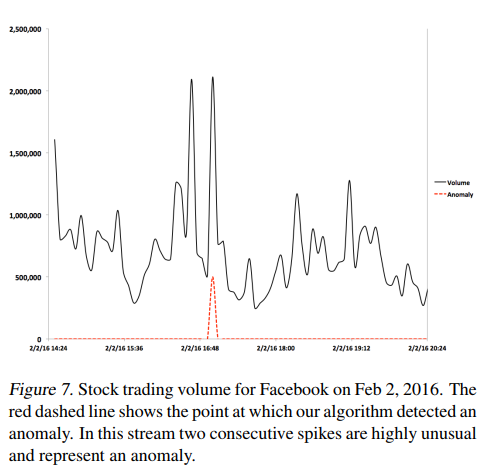 2,500,000
2,000,000
1,500,000
1,000,000
500,000
0
2/2/16 14:24 2/2/16 15:36 2/2/16 16:48 2/2/16 18:00 2/2/16 19:12 2/2/16 20:24
Volume
Anomaly
Figure 7. Stock trading volume for Facebook on Feb 2, 2016. The
red dashed line shows the point at which our algorithm detected an
anomaly. In this stream two consecutive spikes are highly unusual
and represent an anomaly.